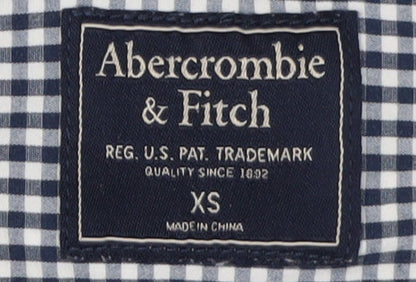 Abercrombie
& Fitch
REG. U.S. PAT. TRADEMARK
QUALITY SINCE 1892
XS
MADE IN CHINA